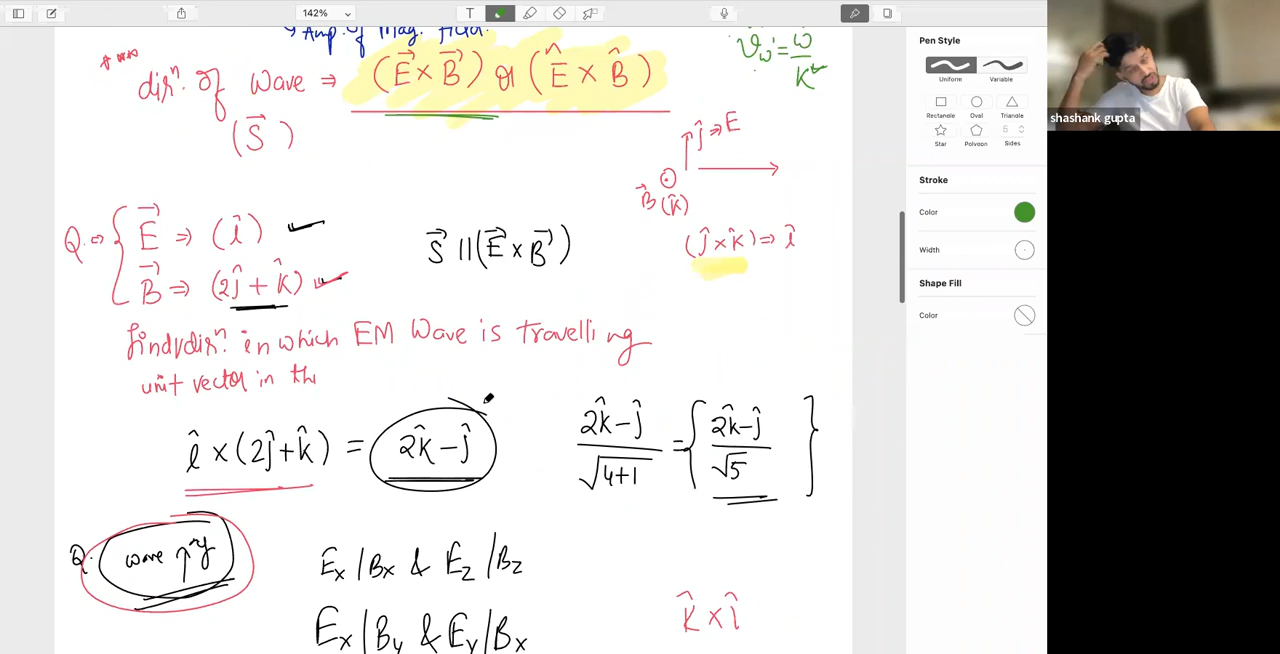 142%
T
↳ Amp. of Mag. Field.
dirⁿ. of Wave ⇒ (E⃗ × B⃗) or (Ê × B̂)
(S⃗)
ν_w = ω/K
ĵ ⇒ E
B⃗ (k̂)
(ĵ × k̂) ⇒ î
Q. ⇒ { E⃗ ⇒ (î)
B⃗ ⇒ (2ĵ + k̂)
S⃗ || (E⃗ × B⃗)
find dirⁿ. in which EM Wave is travelling
unit vector in th
î × (2ĵ + k̂) = 2k̂ − ĵ
2k̂ − ĵ / √4+1 = { 2k̂ − ĵ / √5 }
Q. wave
Ex/Bx & Ez/Bz
Ex/By & Ey/Bx
k̂ × î
Pen Style
Uniform Variable
Rectangle Oval Triangle
Star Polygon 5 Sides
Stroke
Color
Width
Shape Fill
Color
shashank gupta